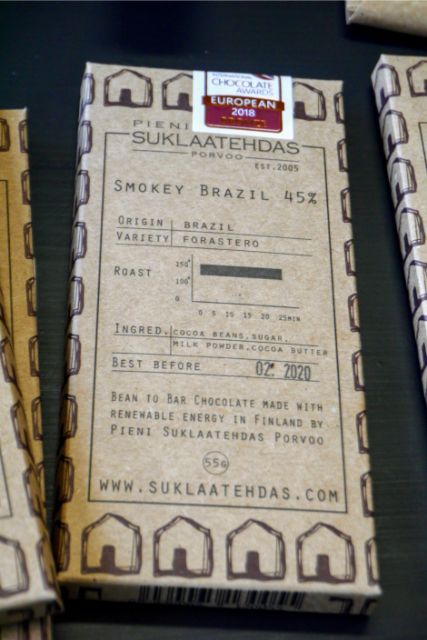 INTERNATIONAL
CHOCOLATE
AWARDS
EUROPEAN
2018
PIENI
SUKLAATEHDAS
PORVOO
EST.2005
SMOKEY BRAZIL 45%
ORIGIN BRAZIL
VARIETY FORASTERO
ROAST
150°
100°
0
0 5 10 15 20 25MIN
INGRED. COCOA BEANS, SUGAR,
MILK POWDER, COCOA BUTTER
BEST BEFORE 02. 2020
BEAN TO BAR CHOCOLATE MADE WITH
RENEWABLE ENERGY IN FINLAND BY
PIENI SUKLAATEHDAS PORVOO
55G
WWW.SUKLAATEHDAS.COM